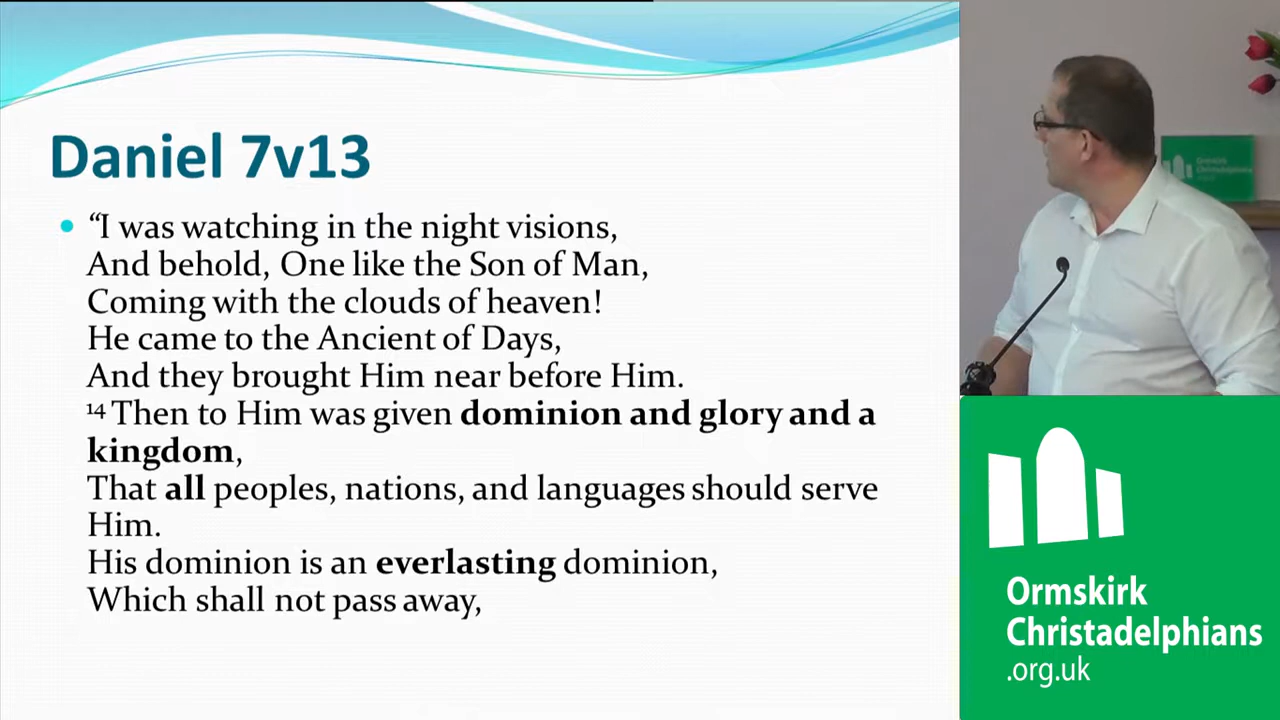 Daniel 7v13
• “I was watching in the night visions,
And behold, One like the Son of Man,
Coming with the clouds of heaven!
He came to the Ancient of Days,
And they brought Him near before Him.
¹⁴ Then to Him was given dominion and glory and a
kingdom,
That all peoples, nations, and languages should serve
Him.
His dominion is an everlasting dominion,
Which shall not pass away,
Ormskirk
Christadelphians
Ormskirk
Christadelphians
.org.uk